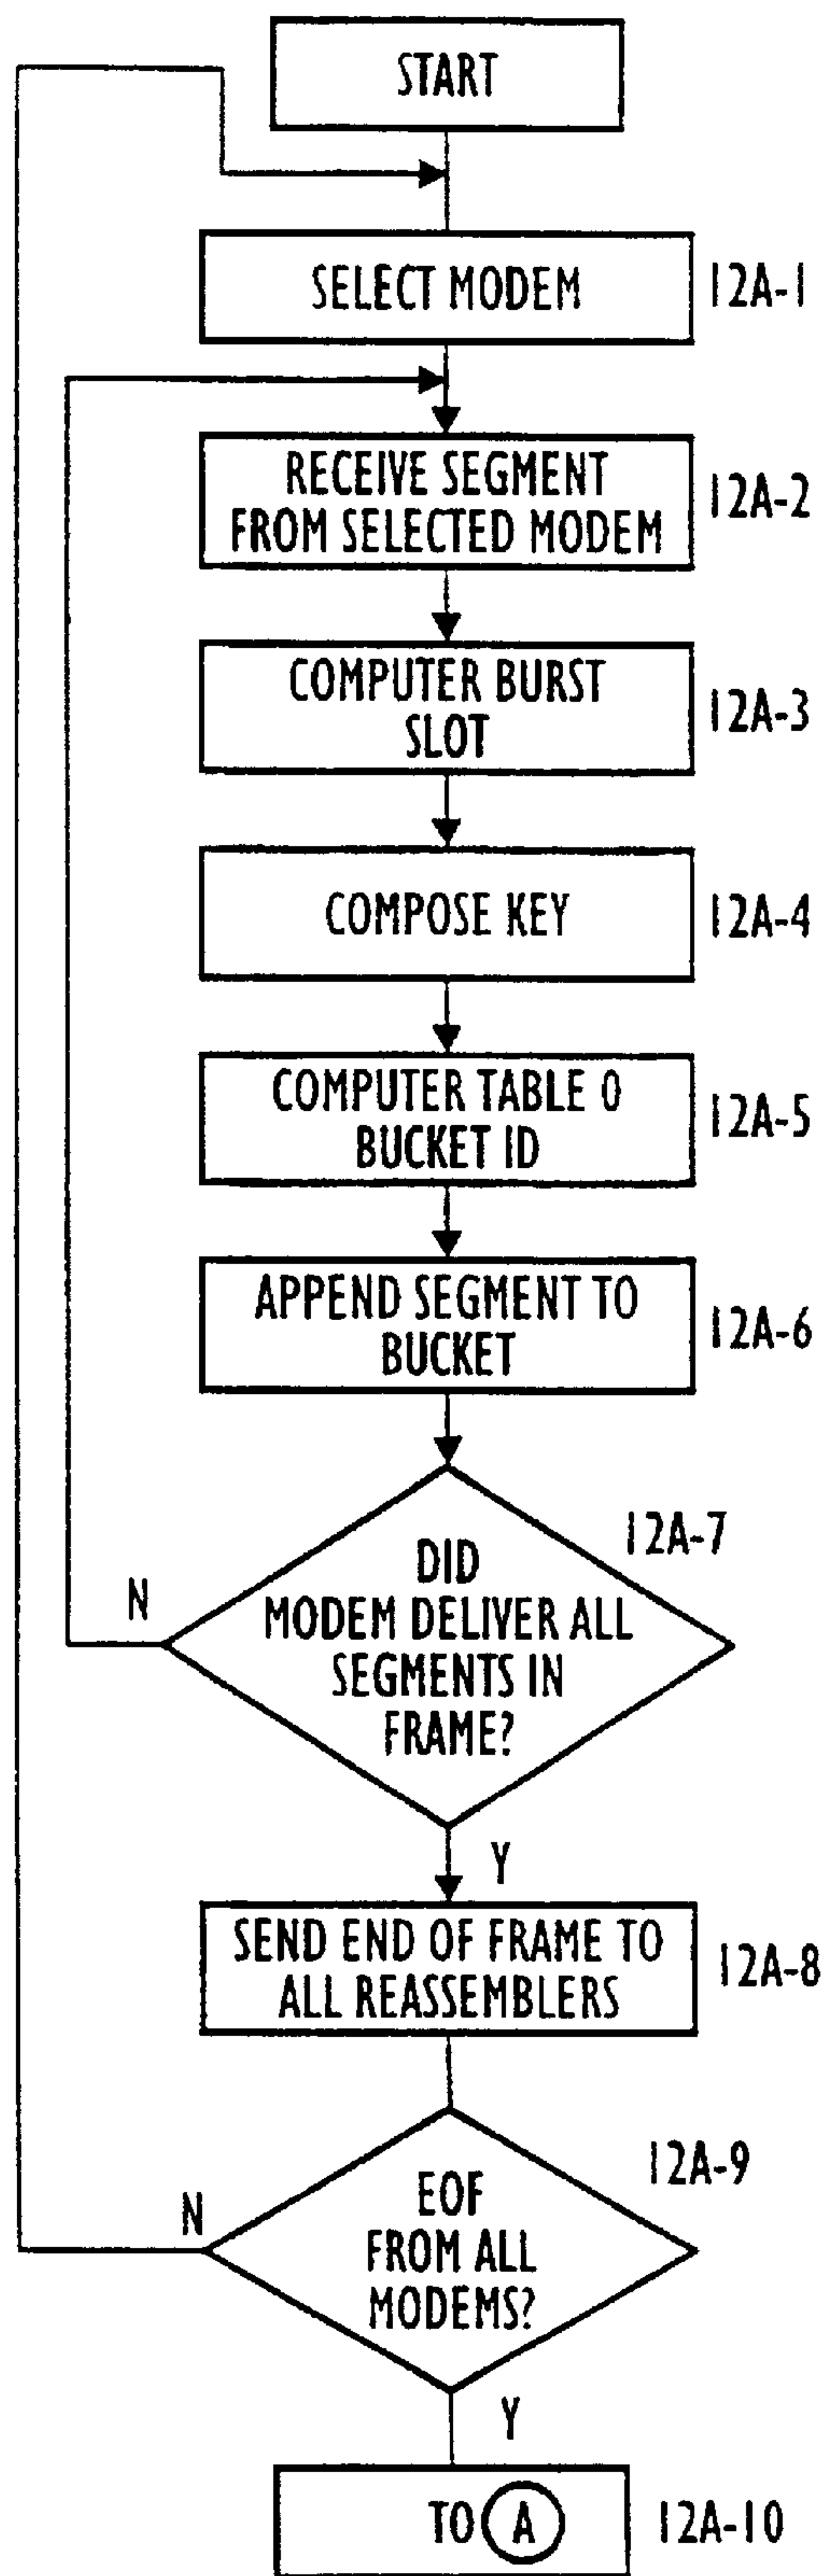 START
SELECT MODEM
12A-1
RECEIVE SEGMENT
FROM SELECTED MODEM
12A-2
COMPUTER BURST
SLOT
12A-3
COMPOSE KEY
12A-4
COMPUTER TABLE 0
BUCKET ID
12A-5
APPEND SEGMENT TO
BUCKET
12A-6
12A-7
DID
MODEM DELIVER ALL
SEGMENTS IN
FRAME?
N
Y
SEND END OF FRAME TO
ALL REASSEMBLERS
12A-8
12A-9
EOF
FROM ALL
MODEMS?
N
Y
TO A
12A-10